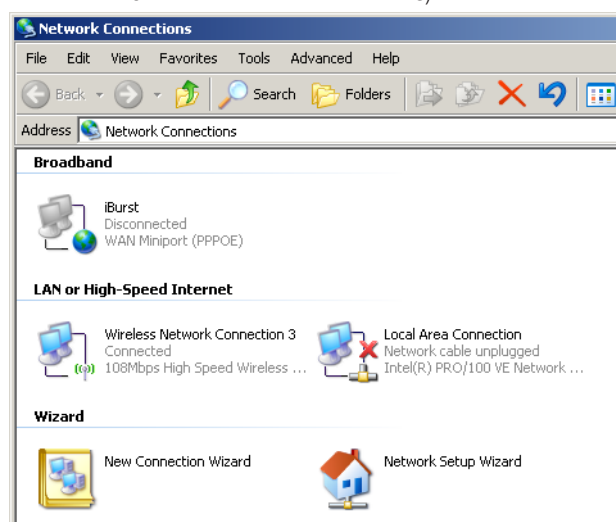 Network Connections
File Edit View Favorites Tools Advanced Help
Back Search Folders
Address Network Connections
Broadband
iBurst
Disconnected
WAN Miniport (PPPOE)
LAN or High-Speed Internet
Wireless Network Connection 3
Connected
108Mbps High Speed Wireless ...
Local Area Connection
Network cable unplugged
Intel(R) PRO/100 VE Network ...
Wizard
New Connection Wizard
Network Setup Wizard